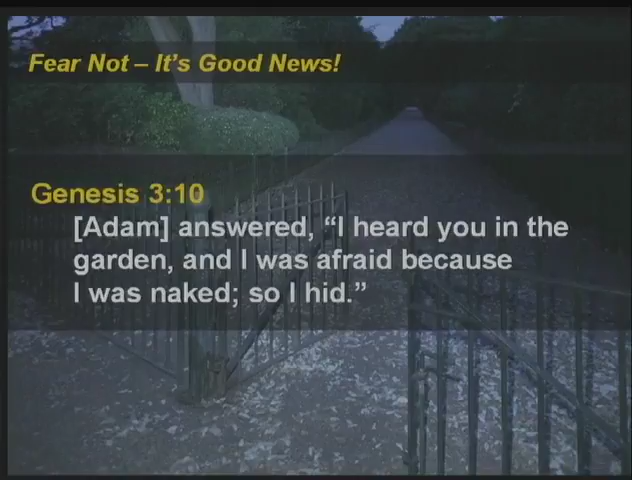 Fear Not – It's Good News!
Genesis 3:10
[Adam] answered, “I heard you in the
garden, and I was afraid because
I was naked; so I hid.”